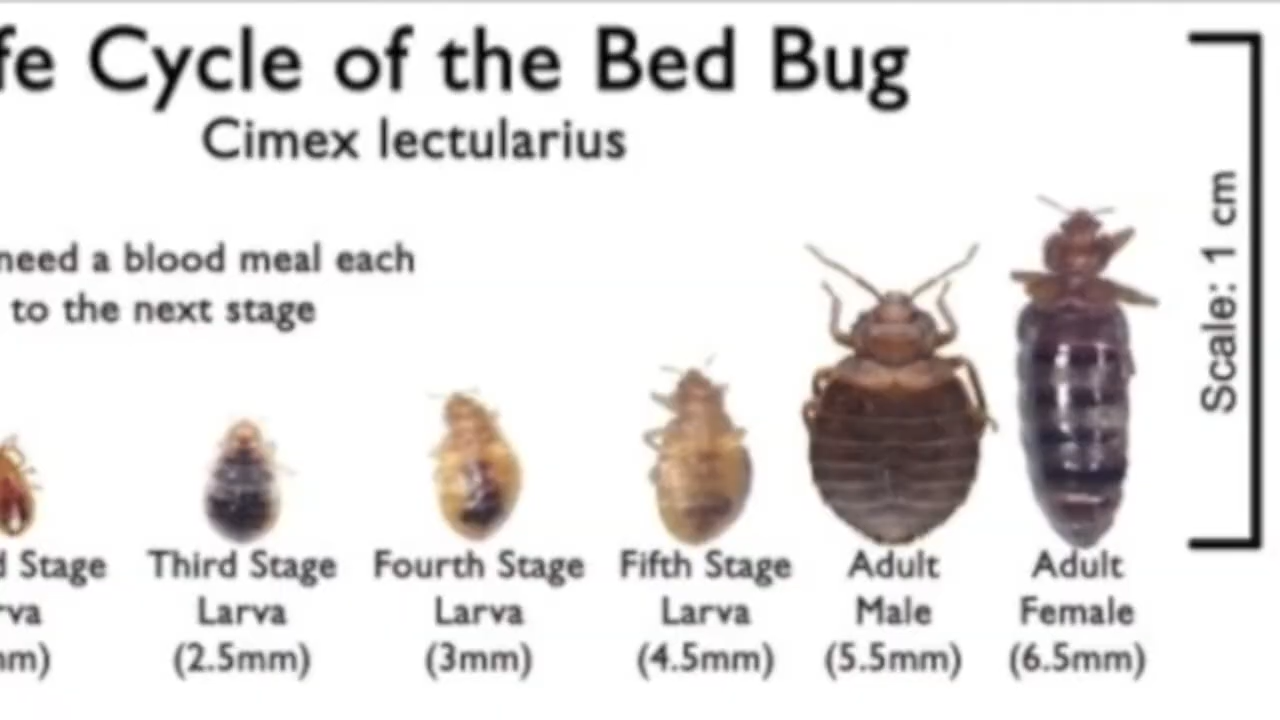 fe Cycle of the Bed Bug
Cimex lectularius
need a blood meal each
to the next stage
Scale: 1 cm
d Stage
rva
m)
Third Stage
Larva
(2.5mm)
Fourth Stage
Larva
(3mm)
Fifth Stage
Larva
(4.5mm)
Adult
Male
(5.5mm)
Adult
Female
(6.5mm)